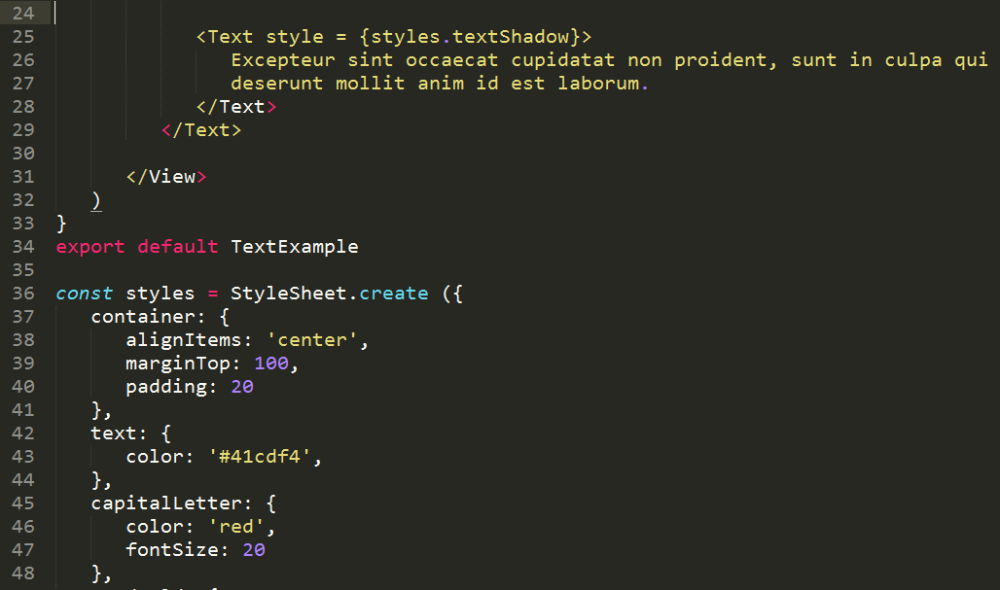 24
25 <Text style = {styles.textShadow}>
26 Excepteur sint occaecat cupidatat non proident, sunt in culpa qui
27 deserunt mollit anim id est laborum.
28 </Text>
29 </Text>
30
31 </View>
32 )
33 }
34 export default TextExample
35
36 const styles = StyleSheet.create ({
37 container: {
38 alignItems: 'center',
39 marginTop: 100,
40 padding: 20
41 },
42 text: {
43 color: '#41cdf4',
44 },
45 capitalLetter: {
46 color: 'red',
47 fontSize: 20
48 },